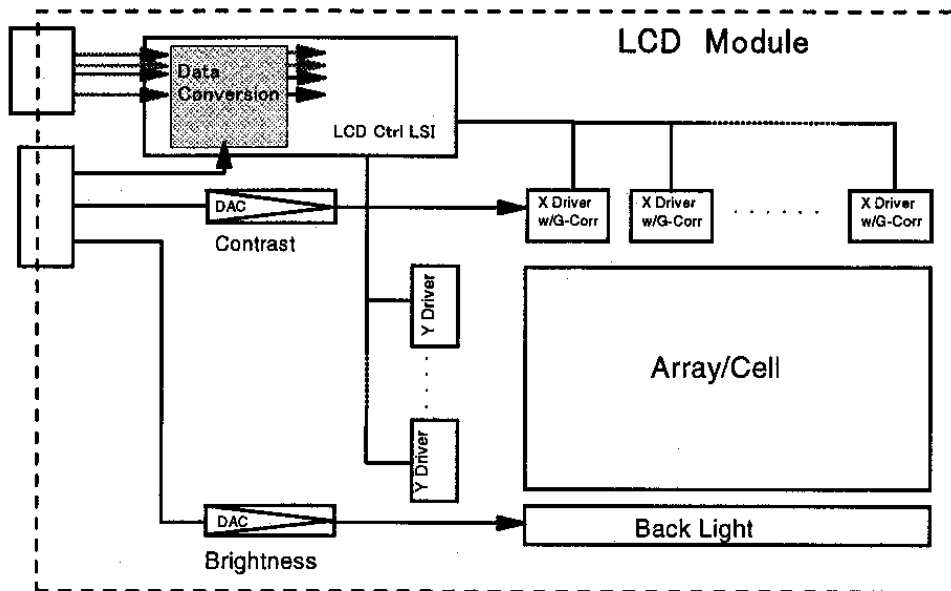 LCD Module
Data
Conversion
LCD Ctrl LSI
DAC
Contrast
X Driver
w/G-Corr
X Driver
w/G-Corr
X Driver
w/G-Corr
Y Driver
Array/Cell
Y Driver
DAC
Brightness
Back Light